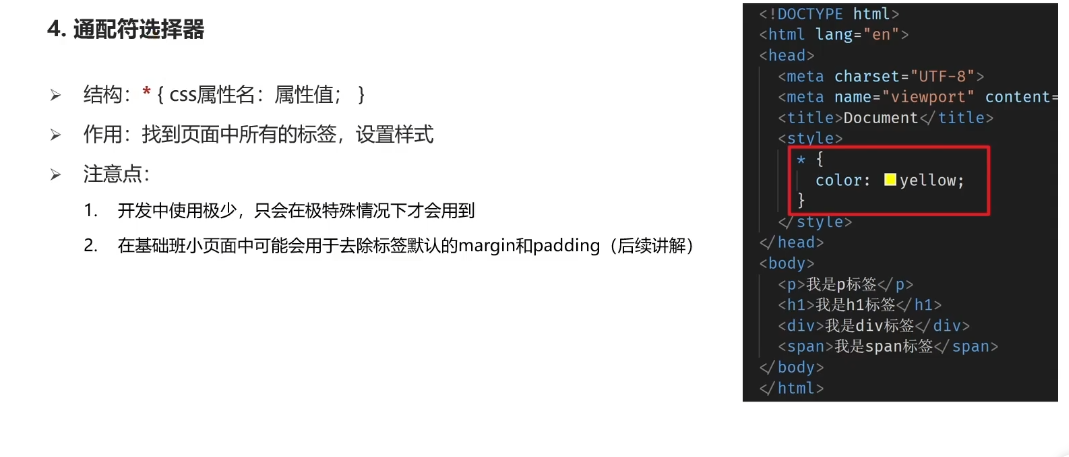 4. 通配符选择器
结构：* { css属性名：属性值； }
作用：找到页面中所有的标签，设置样式
注意点：
1. 开发中使用极少，只会在极特殊情况下才会用到
2. 在基础班小页面中可能会用于去除标签默认的margin和padding（后续讲解）
<!DOCTYPE html>
<html lang="en">
<head>
<meta charset="UTF-8">
<meta name="viewport" content=
<title>Document</title>
<style>
* {
color: yellow;
}
</style>
</head>
<body>
<p>我是p标签</p>
<h1>我是h1标签</h1>
<div>我是div标签</div>
<span>我是span标签</span>
</body>
</html>